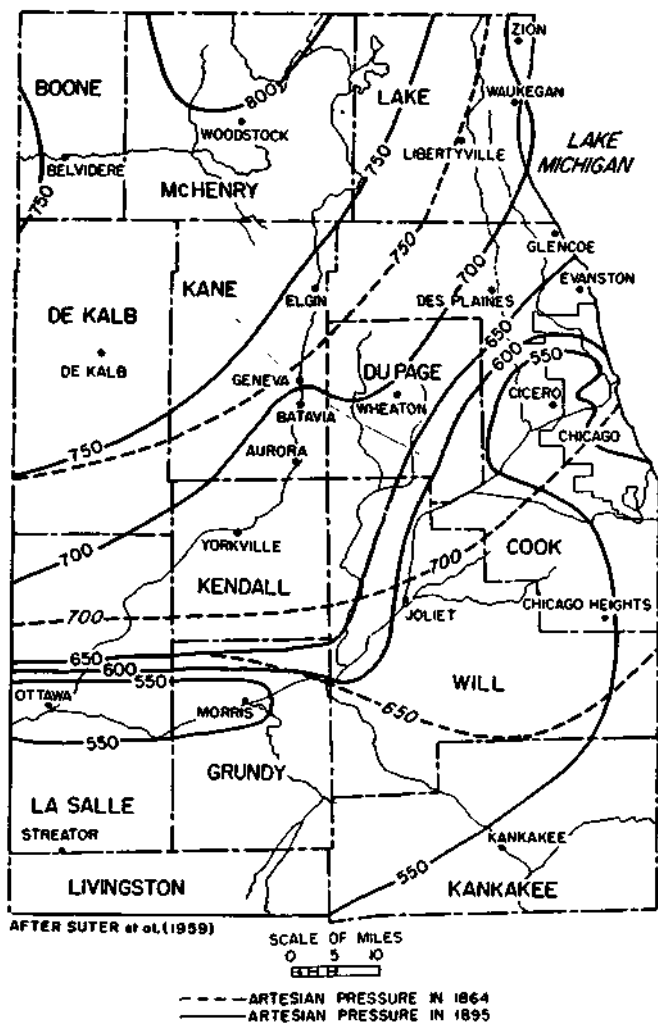 ZION
BOONE
800
LAKE
WAUKEGAN
WOODSTOCK
LAKE
MICHIGAN
LIBERTYVILLE
750
BELVIDERE
McHENRY
750
750
700
GLENCOE
KANE
EVANSTON
ELGIN
DES PLAINES
DE KALB
650
600
550
DE KALB
GENEVA
DU PAGE
WHEATON
CICERO
BATAVIA
CHICAGO
AURORA
750
YORKVILLE
700
700
COOK
KENDALL
700
JOLIET
CHICAGO HEIGHTS
650
600
550
WILL
OTTAWA
MORRIS
650
550
GRUNDY
LA SALLE
STREATOR
KANKAKEE
550
LIVINGSTON
KANKAKEE
AFTER SUTER et al. (1959)
SCALE OF MILES
0 5 10
ARTESIAN PRESSURE IN 1864
ARTESIAN PRESSURE IN 1895